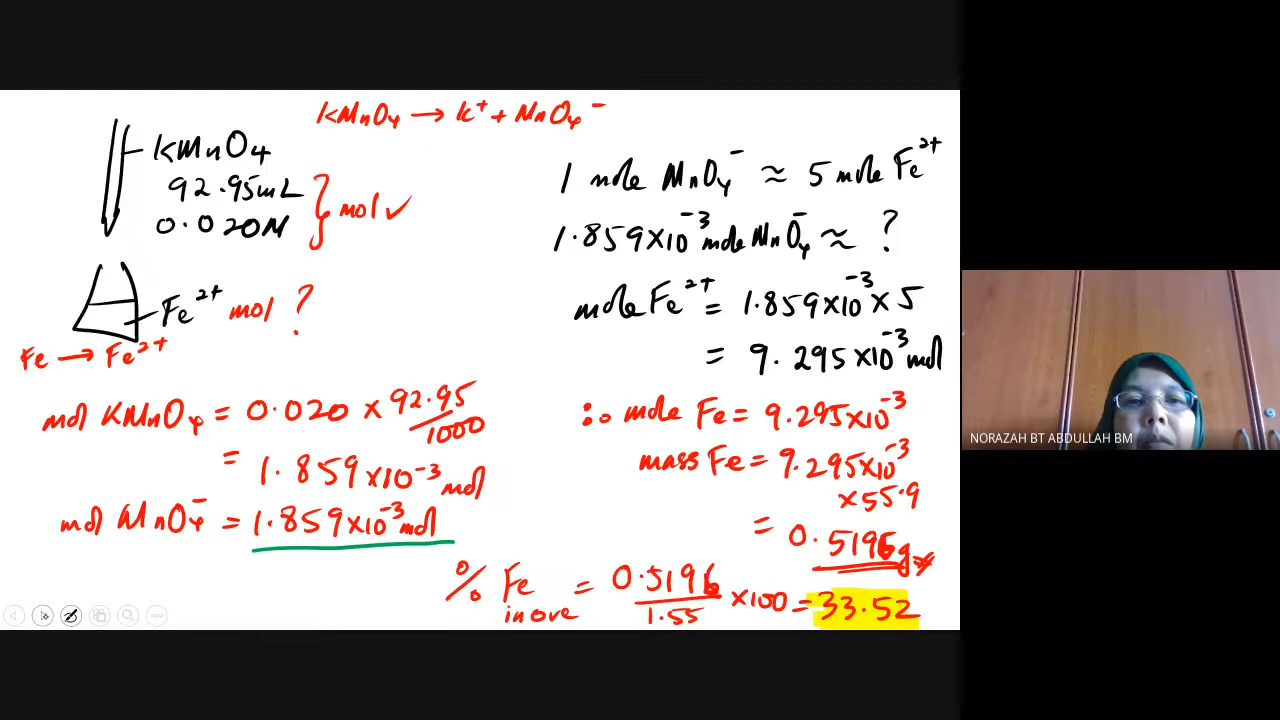 KMnO₄ → K⁺ + MnO₄⁻
KMnO₄
92.95mL
0.020M
} mol ✓
Fe²⁺ mol ?
Fe → Fe²⁺
mol KMnO₄ = 0.020 × 92.95/1000
= 1.859×10⁻³ mol
mol MnO₄⁻ = 1.859×10⁻³ mol
1 mole MnO₄⁻ ≈ 5 mole Fe²⁺
1.859×10⁻³ mole MnO₄⁻ ≈ ?
mole Fe²⁺ = 1.859×10⁻³ × 5
= 9.295×10⁻³ mol
∴ mole Fe = 9.295×10⁻³
mass Fe = 9.295×10⁻³
×55.9
= 0.5196g
% Fe in ore = 0.5196/1.55 ×100 = 33.52
NORAZAH BT ABDULLAH BM